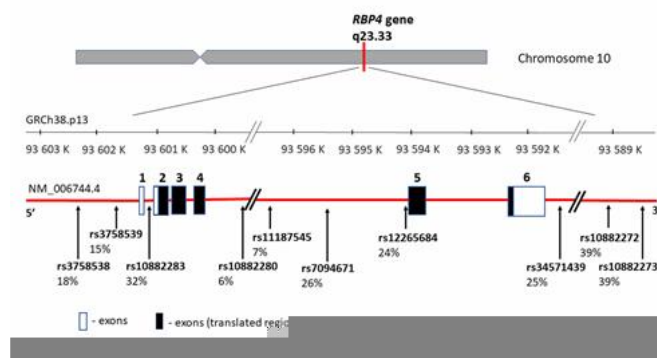 RBP4 gene
q23.33
Chromosome 10
GRCh38.p13
93 603 K 93 602 K 93 601 K 93 600 K 93 596 K 93 595 K 93 594 K 93 593 K 93 592 K 93 589 K
1 2 3 4 5 6
NM_006744.4
5’ 3
rs3758539 rs11187545 rs12265684 rs10882272
15% 7% 24% 39%
rs3758538 rs10882283 rs10882280 rs7094671 rs34571439 rs10882273
18% 32% 6% 26% 25% 39%
- exons - exons (translated